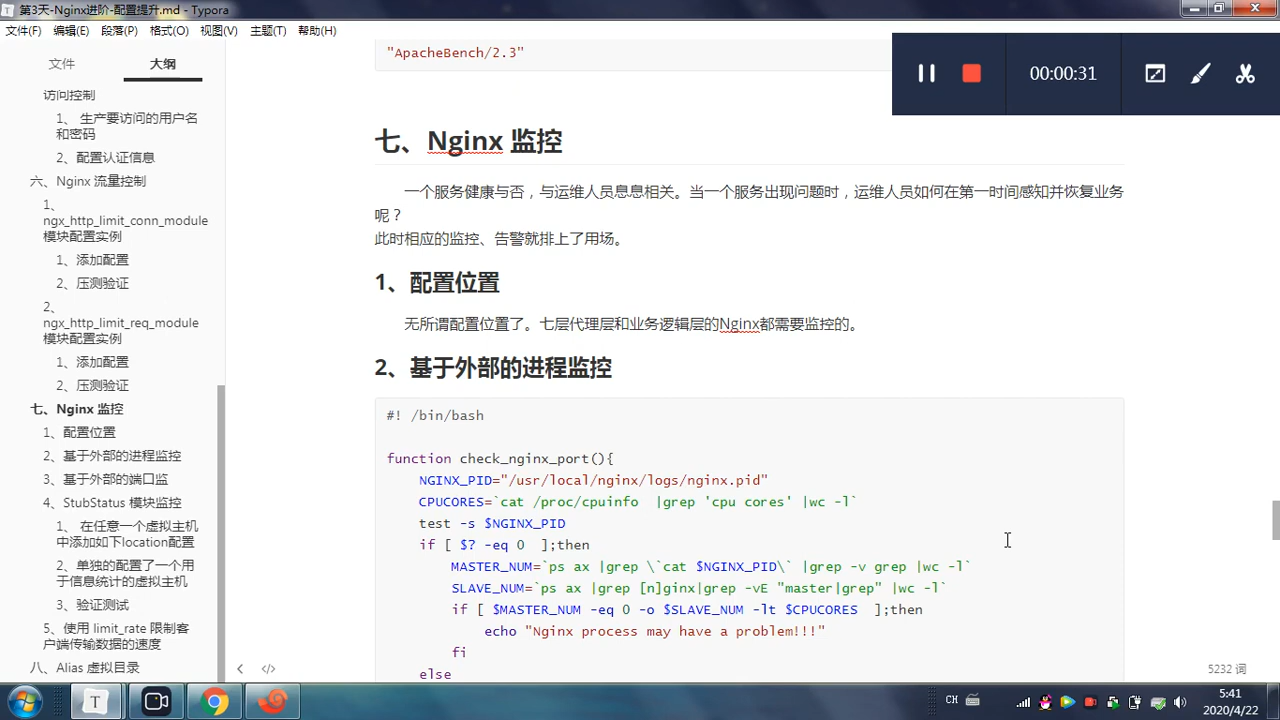 第3天-Nginx进阶-配置提升.md - Typora
文件(F) 编辑(E) 段落(P) 格式(O) 视图(V) 主题(T) 帮助(H)
文件 大纲
访问控制
1、 生产要访问的用户名
和密码
2、配置认证信息
六、Nginx 流量控制
1、
ngx_http_limit_conn_module
模块配置实例
1、添加配置
2、压测验证
2、
ngx_http_limit_req_module
模块配置实例
1、添加配置
2、压测验证
七、Nginx 监控
1、配置位置
2、基于外部的进程监控
3、基于外部的端口监
4、StubStatus 模块监控
1、 在任意一个虚拟主机
中添加如下location配置
2、单独的配置了一个用
于信息统计的虚拟主机
3、验证测试
5、使用 limit_rate 限制客
户端传输数据的速度
八、Alias 虚拟目录
"ApacheBench/2.3"
00:00:31
七、Nginx 监控
一个服务健康与否，与运维人员息息相关。当一个服务出现问题时，运维人员如何在第一时间感知并恢复业务
呢？
此时相应的监控、告警就排上了用场。
1、配置位置
无所谓配置位置了。七层代理层和业务逻辑层的Nginx都需要监控的。
2、基于外部的进程监控
#! /bin/bash
function check_nginx_port(){
NGINX_PID="/usr/local/nginx/logs/nginx.pid"
CPUCORES=`cat /proc/cpuinfo  |grep 'cpu cores' |wc -l`
test -s $NGINX_PID
if [ $? -eq 0  ];then
MASTER_NUM=`ps ax |grep \`cat $NGINX_PID\` |grep -v grep |wc -l`
SLAVE_NUM=`ps ax |grep [n]ginx|grep -vE "master|grep" |wc -l`
if [ $MASTER_NUM -eq 0 -o $SLAVE_NUM -lt $CPUCORES  ];then
echo "Nginx process may have a problem!!!"
fi
else
5232 词
CH
5:41
2020/4/22